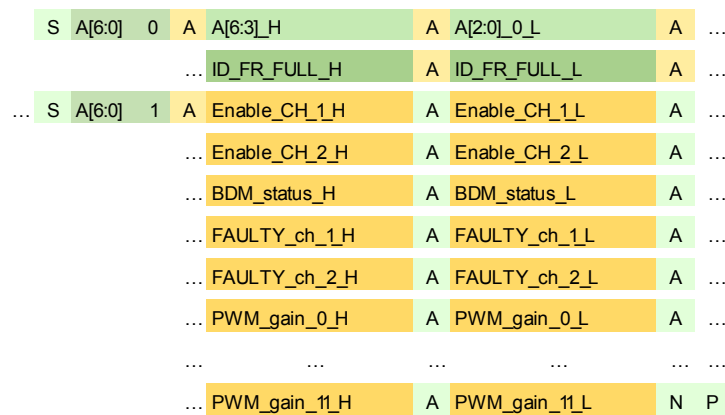 S A[6:0] 0 A A[6:3]_H A A[2:0]_0_L A …
… ID_FR_FULL_H A ID_FR_FULL_L A …
… S A[6:0] 1 A Enable_CH_1_H A Enable_CH_1_L A …
… Enable_CH_2_H A Enable_CH_2_L A …
… BDM_status_H A BDM_status_L A …
… FAULTY_ch_1_H A FAULTY_ch_1_L A …
… FAULTY_ch_2_H A FAULTY_ch_2_L A …
… PWM_gain_0_H A PWM_gain_0_L A …
… … … … … …
… PWM_gain_11_H A PWM_gain_11_L N P